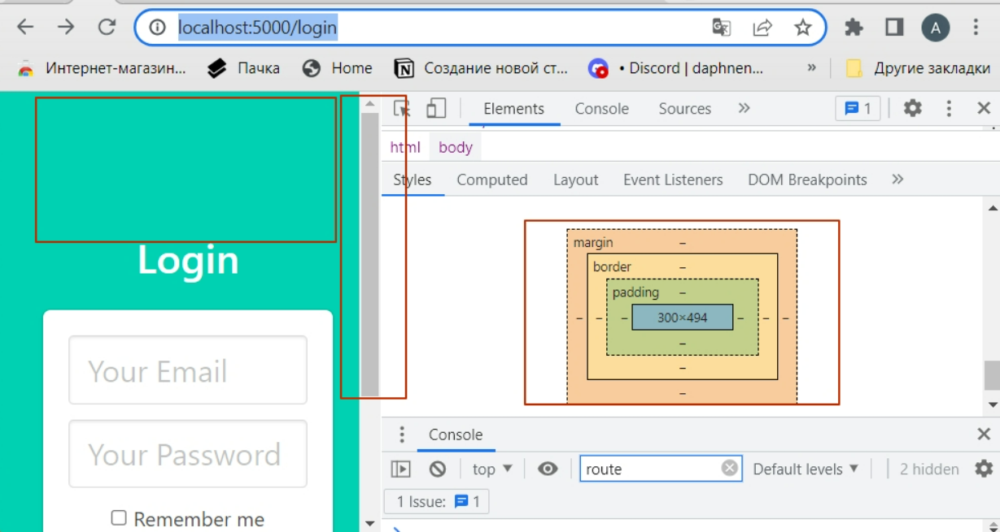 localhost:5000/login
A
Интернет-магазин... Пачка Home Создание новой ст... • Discord | daphnen... » Другие закладки
Elements Console Sources » 1
html body
Styles Computed Layout Event Listeners DOM Breakpoints »
margin –
border –
padding –
– – – 300×494 – – –
–
–
–
Login
Your Email
Your Password
Remember me
Console
top route Default levels 2 hidden
1 Issue: 1